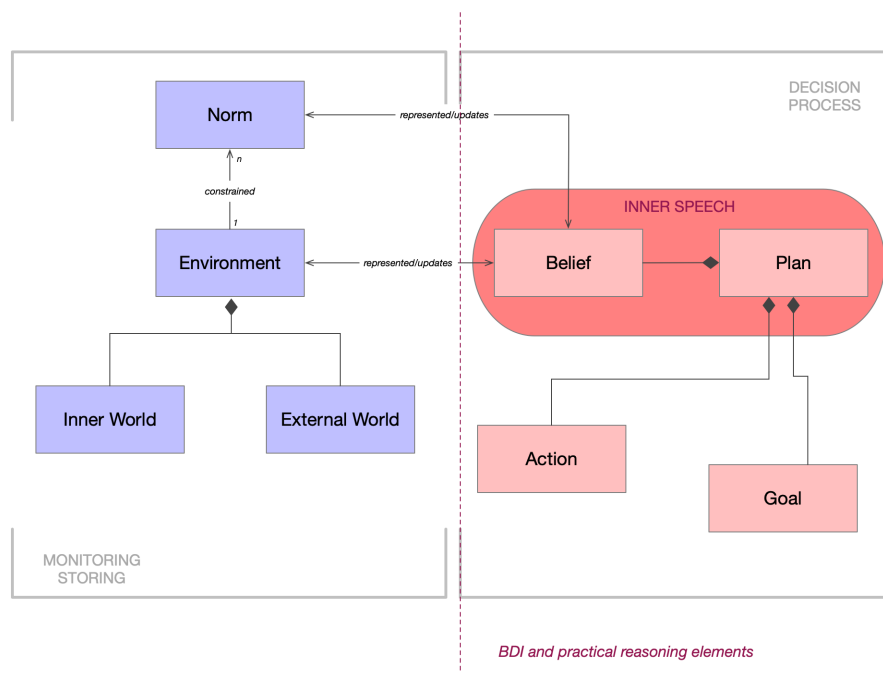 DECISION
PROCESS
Norm
represented/updates
n
constrained
1
INNER SPEECH
Environment
represented/updates
Belief
Plan
Inner World
External World
Action
Goal
MONITORING
STORING
BDI and practical reasoning elements